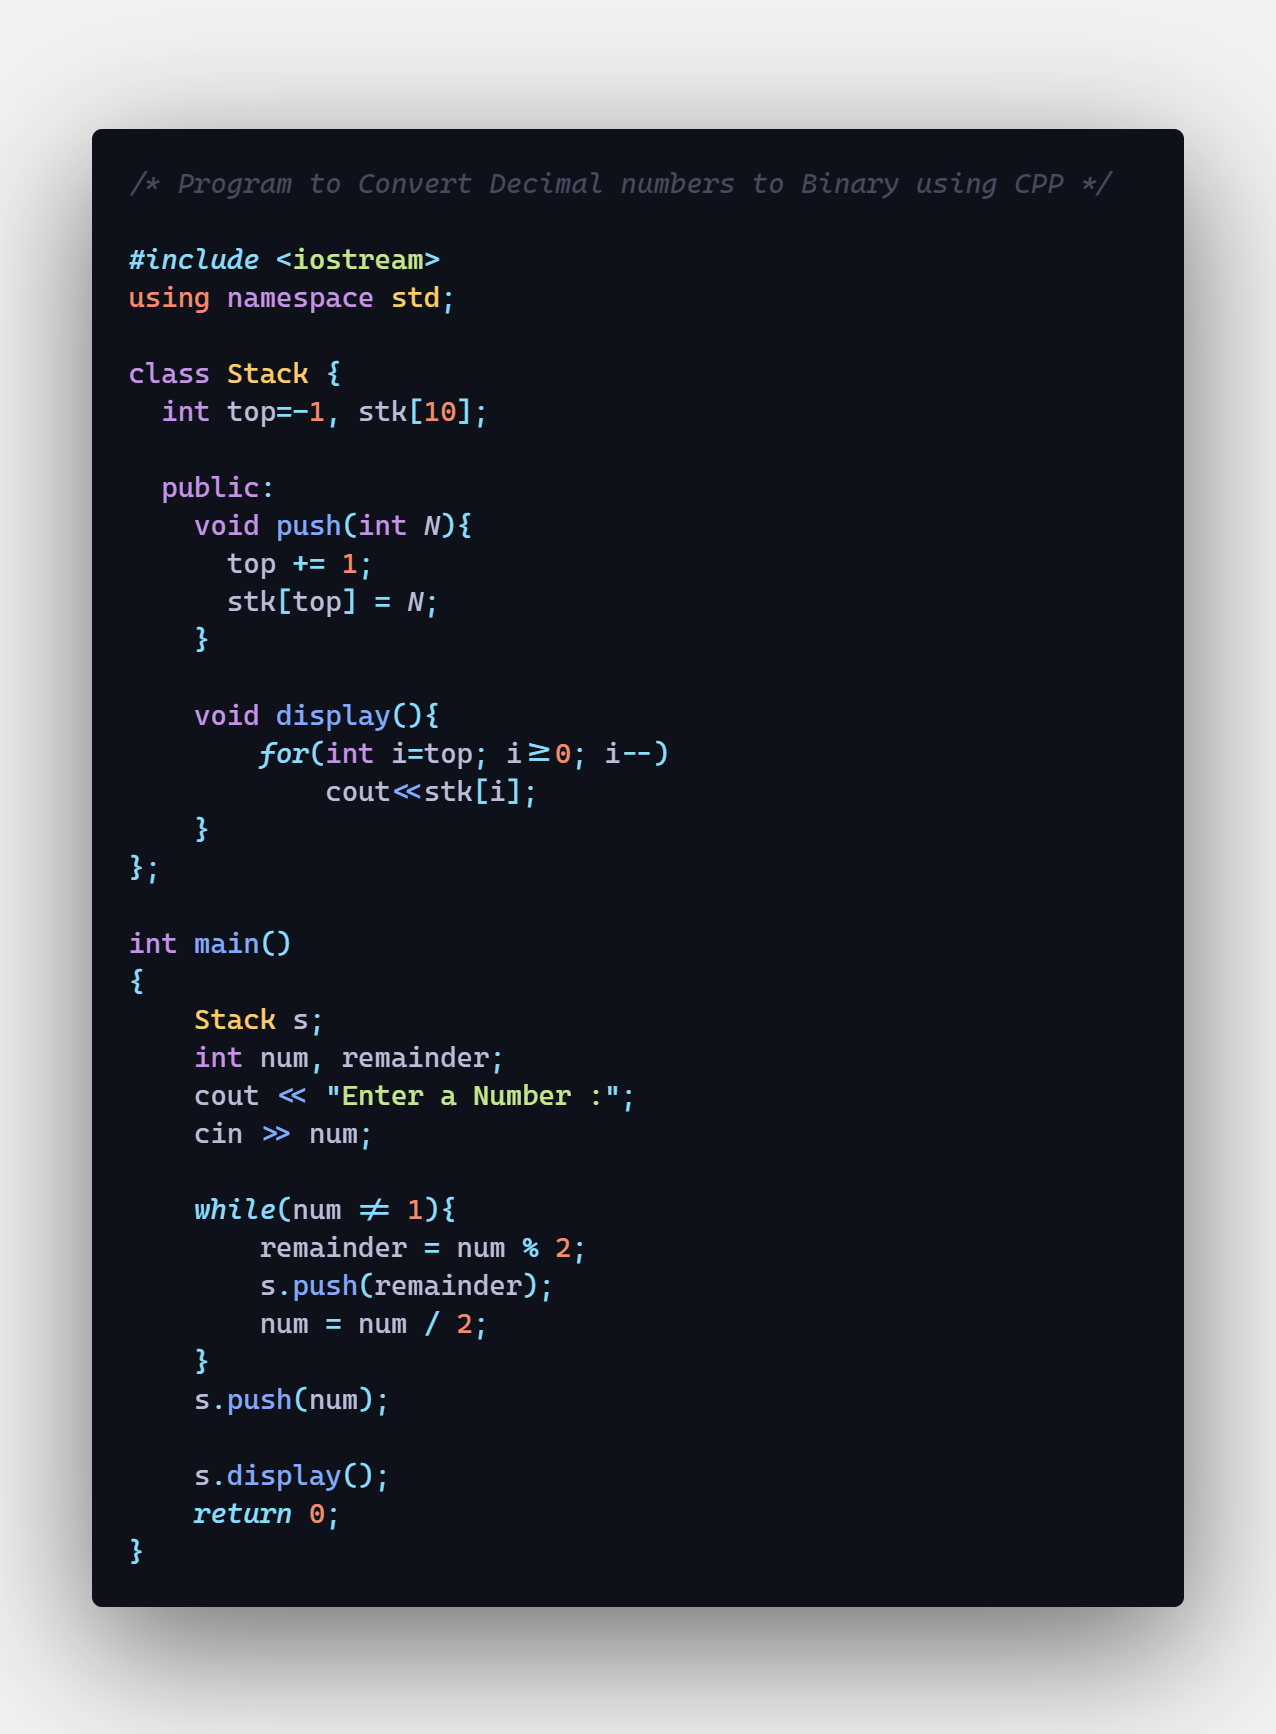 /* Program to Convert Decimal numbers to Binary using CPP */
#include <iostream>
using namespace std;
class Stack {
  int top=-1, stk[10];
  public:
    void push(int N){
      top += 1;
      stk[top] = N;
    }
    void display(){
        for(int i=top; i>=0; i--)
            cout<<stk[i];
    }
};
int main()
{
    Stack s;
    int num, remainder;
    cout << "Enter a Number :";
    cin >> num;
    while(num != 1){
        remainder = num % 2;
        s.push(remainder);
        num = num / 2;
    }
    s.push(num);
    s.display();
    return 0;
}